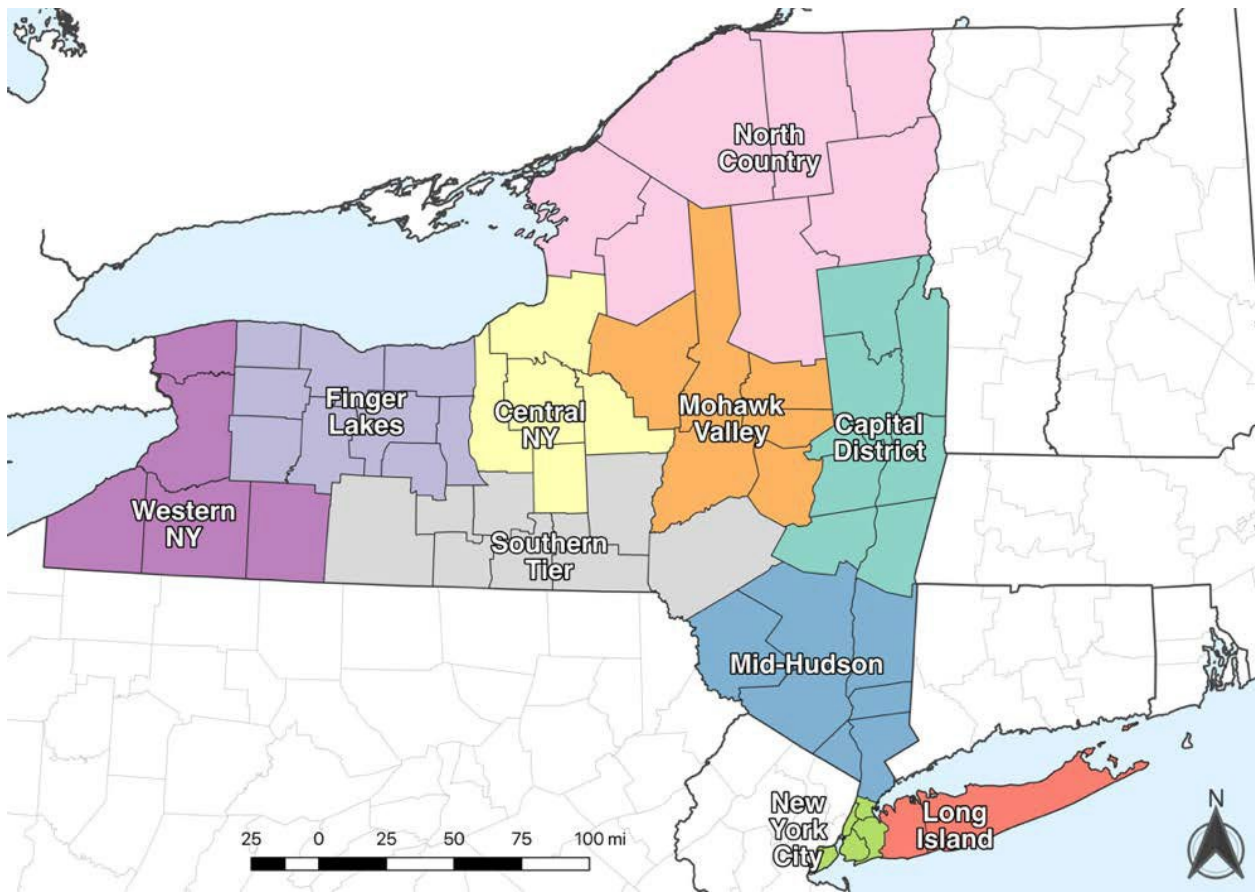 North
Country
Finger
Lakes
Central
NY
Mohawk
Valley
Capital
District
Western
NY
Southern
Tier
Mid-Hudson
New
York
City
Long
Island
N
25 0 25 50 75 100 mi